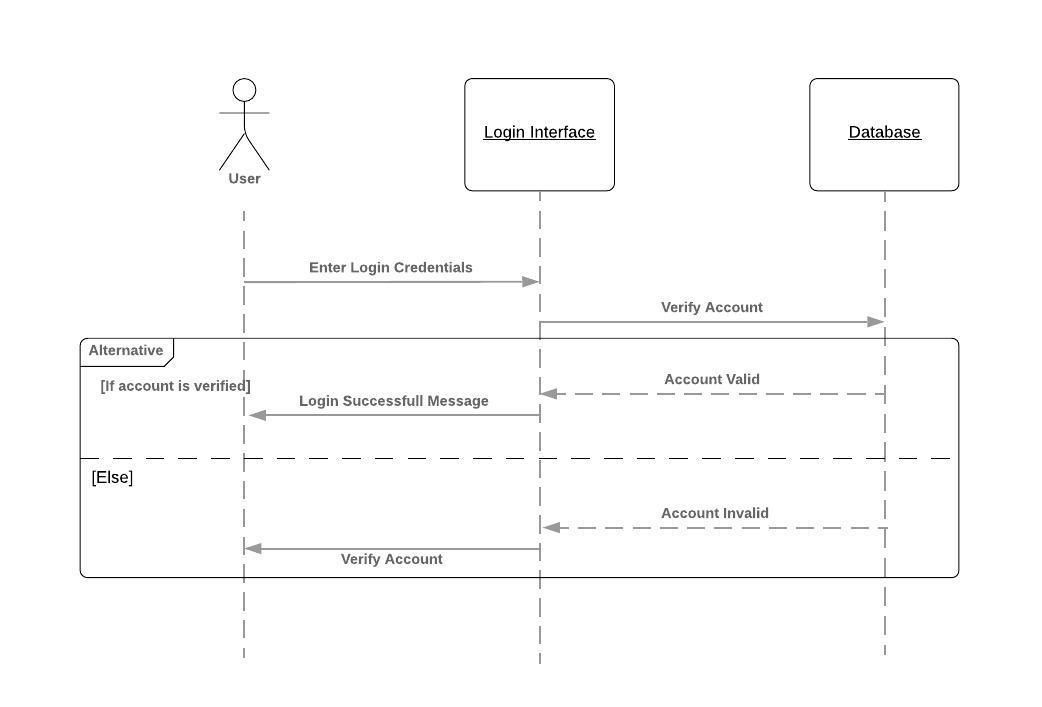 User
Login Interface
Database
Enter Login Credentials
Verify Account
Alternative
[If account is verified]
Account Valid
Login Successfull Message
[Else]
Account Invalid
Verify Account